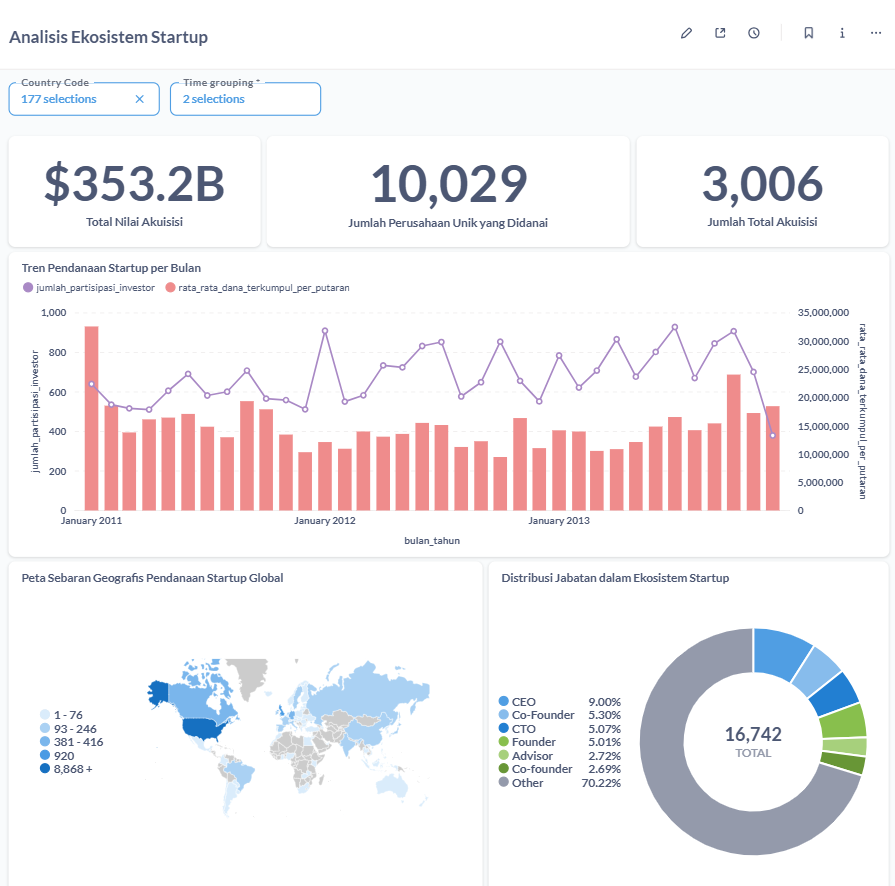 Analisis Ekosistem Startup
Country Code
177 selections
Time grouping *
2 selections
$353.2B
Total Nilai Akuisisi
10,029
Jumlah Perusahaan Unik yang Didanai
3,006
Jumlah Total Akuisisi
Tren Pendanaan Startup per Bulan
jumlah_partisipasi_investor
rata_rata_dana_terkumpul_per_putaran
1,000
800
600
400
200
0
jumlah_partisipasi_investor
35,000,000
30,000,000
25,000,000
20,000,000
15,000,000
10,000,000
5,000,000
0
rata_rata_dana_terkumpul_per_putaran
January 2011
January 2012
January 2013
bulan_tahun
Peta Sebaran Geografis Pendanaan Startup Global
1 - 76
93 - 246
381 - 416
920
8,868 +
Distribusi Jabatan dalam Ekosistem Startup
CEO 9.00%
Co-Founder 5.30%
CTO 5.07%
Founder 5.01%
Advisor 2.72%
Co-founder 2.69%
Other 70.22%
16,742
TOTAL